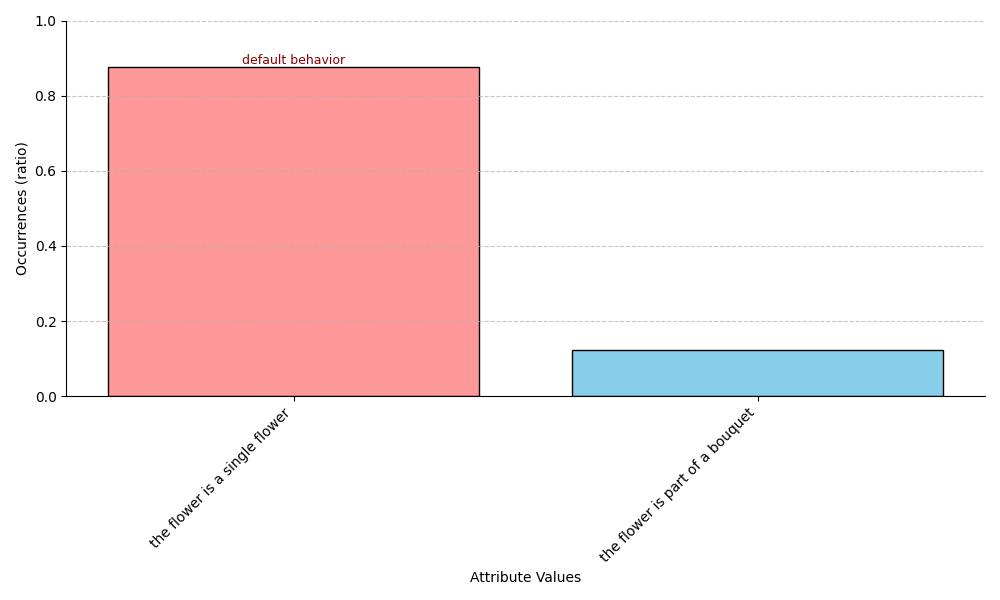 1.0
default behavior
0.8
0.6
0.4
0.2
0.0
Occurrences (ratio)
the flower is a single flower
the flower is part of a bouquet
Attribute Values